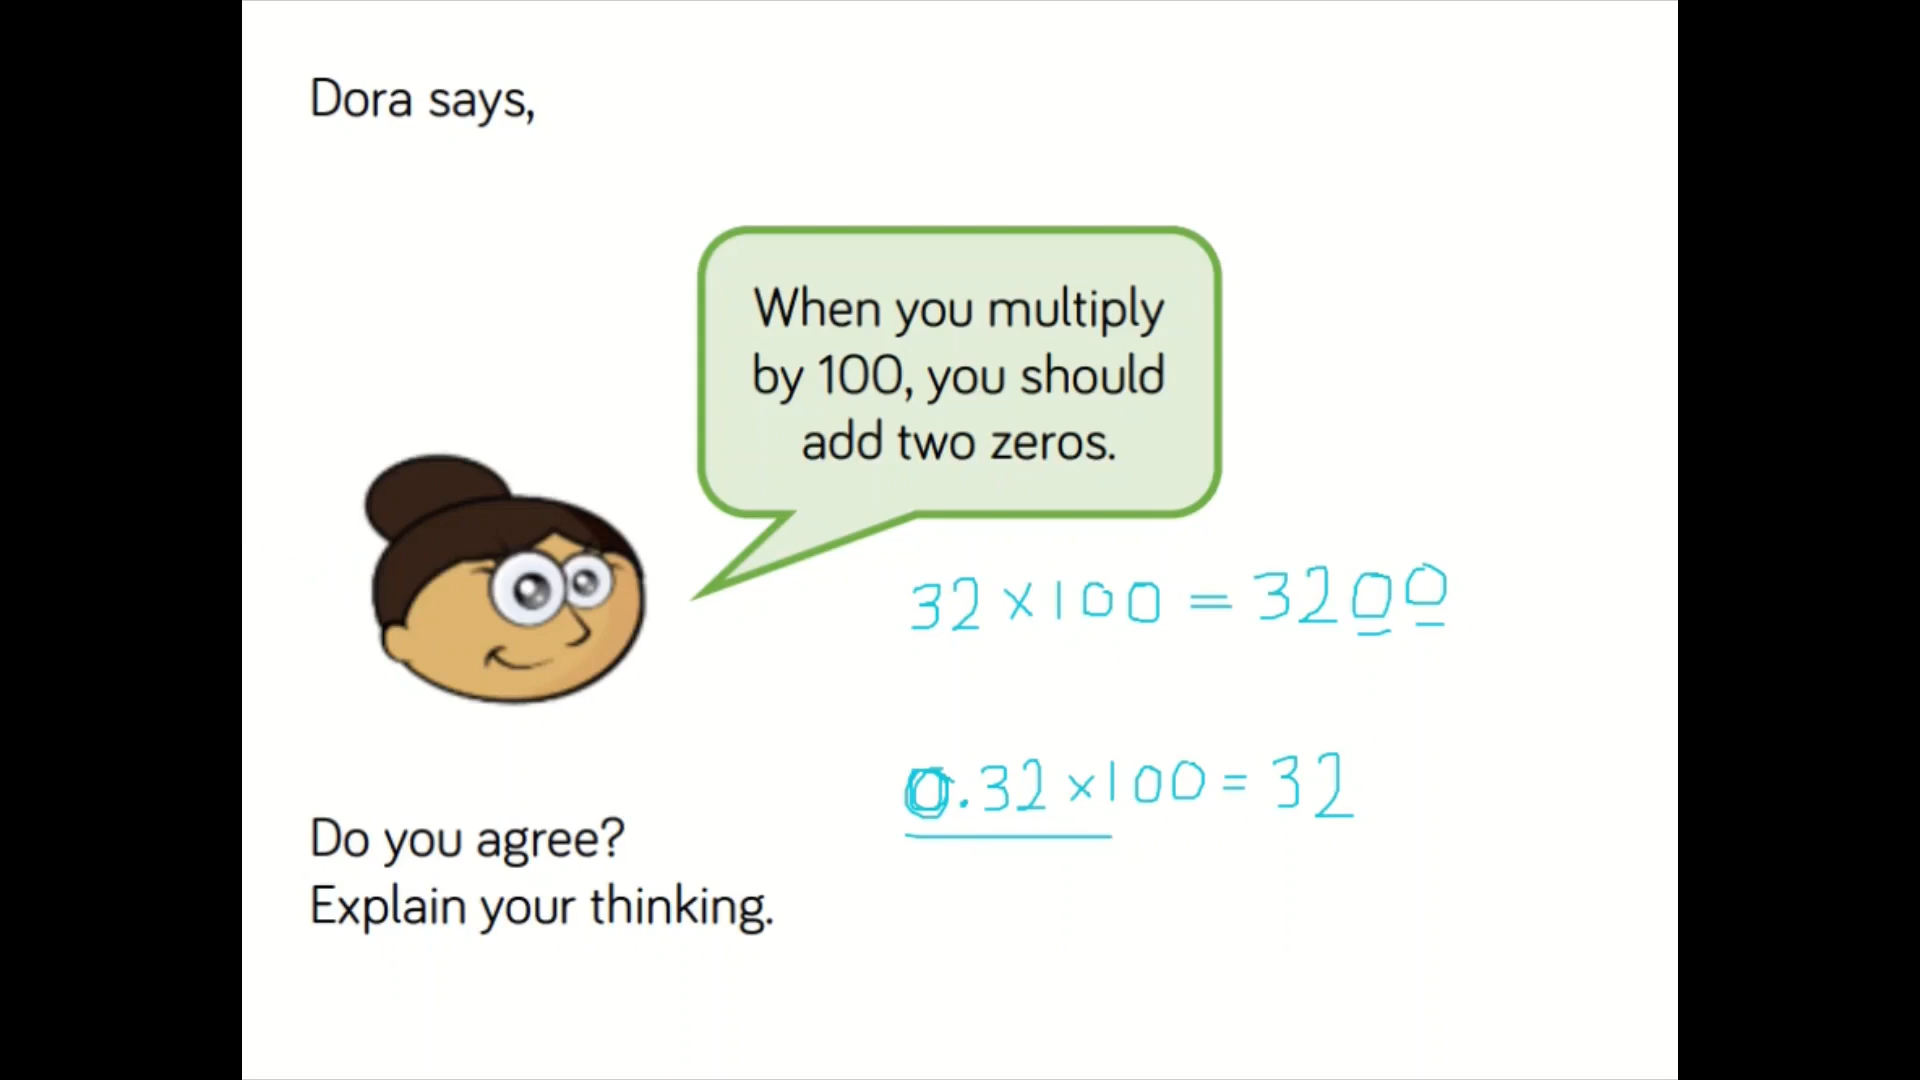 Dora says,
When you multiply
by 100, you should
add two zeros.
32 × 100 = 3200
0.32 × 100 = 32
Do you agree?
Explain your thinking.